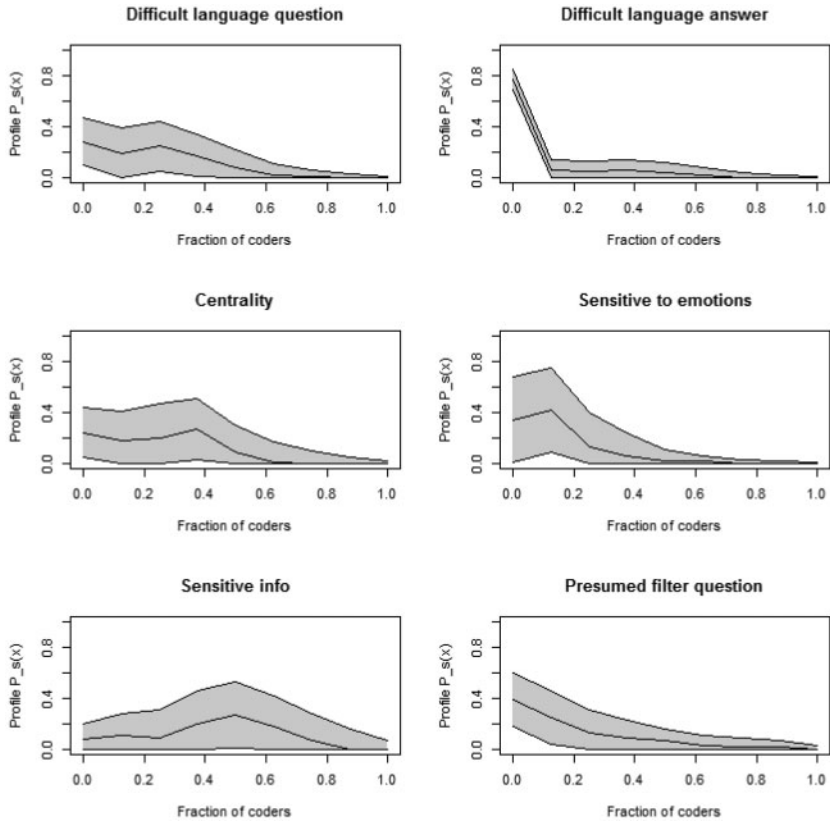 Difficult language question
Profile P_s(x)
0.0 0.4 0.8
0.0 0.2 0.4 0.6 0.8 1.0
Fraction of coders
Difficult language answer
Profile P_s(x)
0.0 0.4 0.8
0.0 0.2 0.4 0.6 0.8 1.0
Fraction of coders
Centrality
Profile P_s(x)
0.0 0.4 0.8
0.0 0.2 0.4 0.6 0.8 1.0
Fraction of coders
Sensitive to emotions
Profile P_s(x)
0.0 0.4 0.8
0.0 0.2 0.4 0.6 0.8 1.0
Fraction of coders
Sensitive info
Profile P_s(x)
0.0 0.4 0.8
0.0 0.2 0.4 0.6 0.8 1.0
Fraction of coders
Presumed filter question
Profile P_s(x)
0.0 0.4 0.8
0.0 0.2 0.4 0.6 0.8 1.0
Fraction of coders